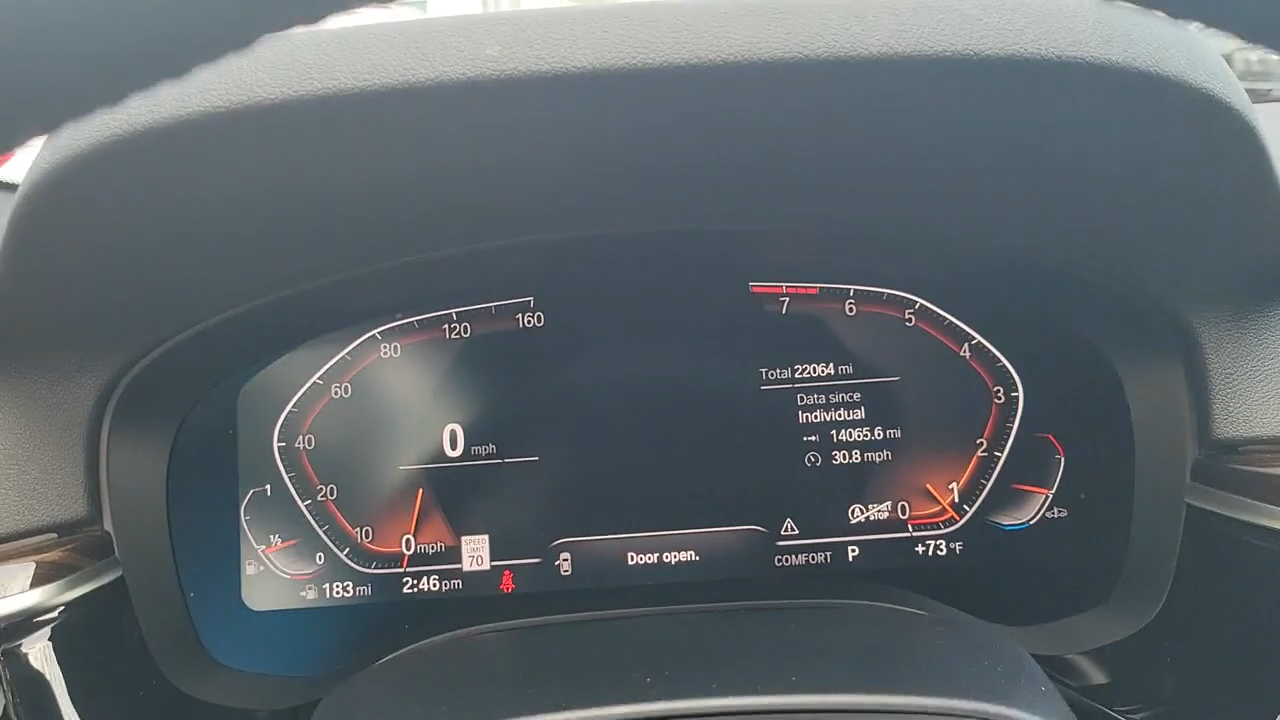 160
120
80
60
40
20
10
0 mph
0 mph
1
1/2
0
183 mi
2:46 pm
SPEED
LIMIT
70
Door open.
7
6
5
4
3
2
1
0
Total 22064 mi
Data since
Individual
14065.6 mi
30.8 mph
A START
STOP
COMFORT P
+73 °F